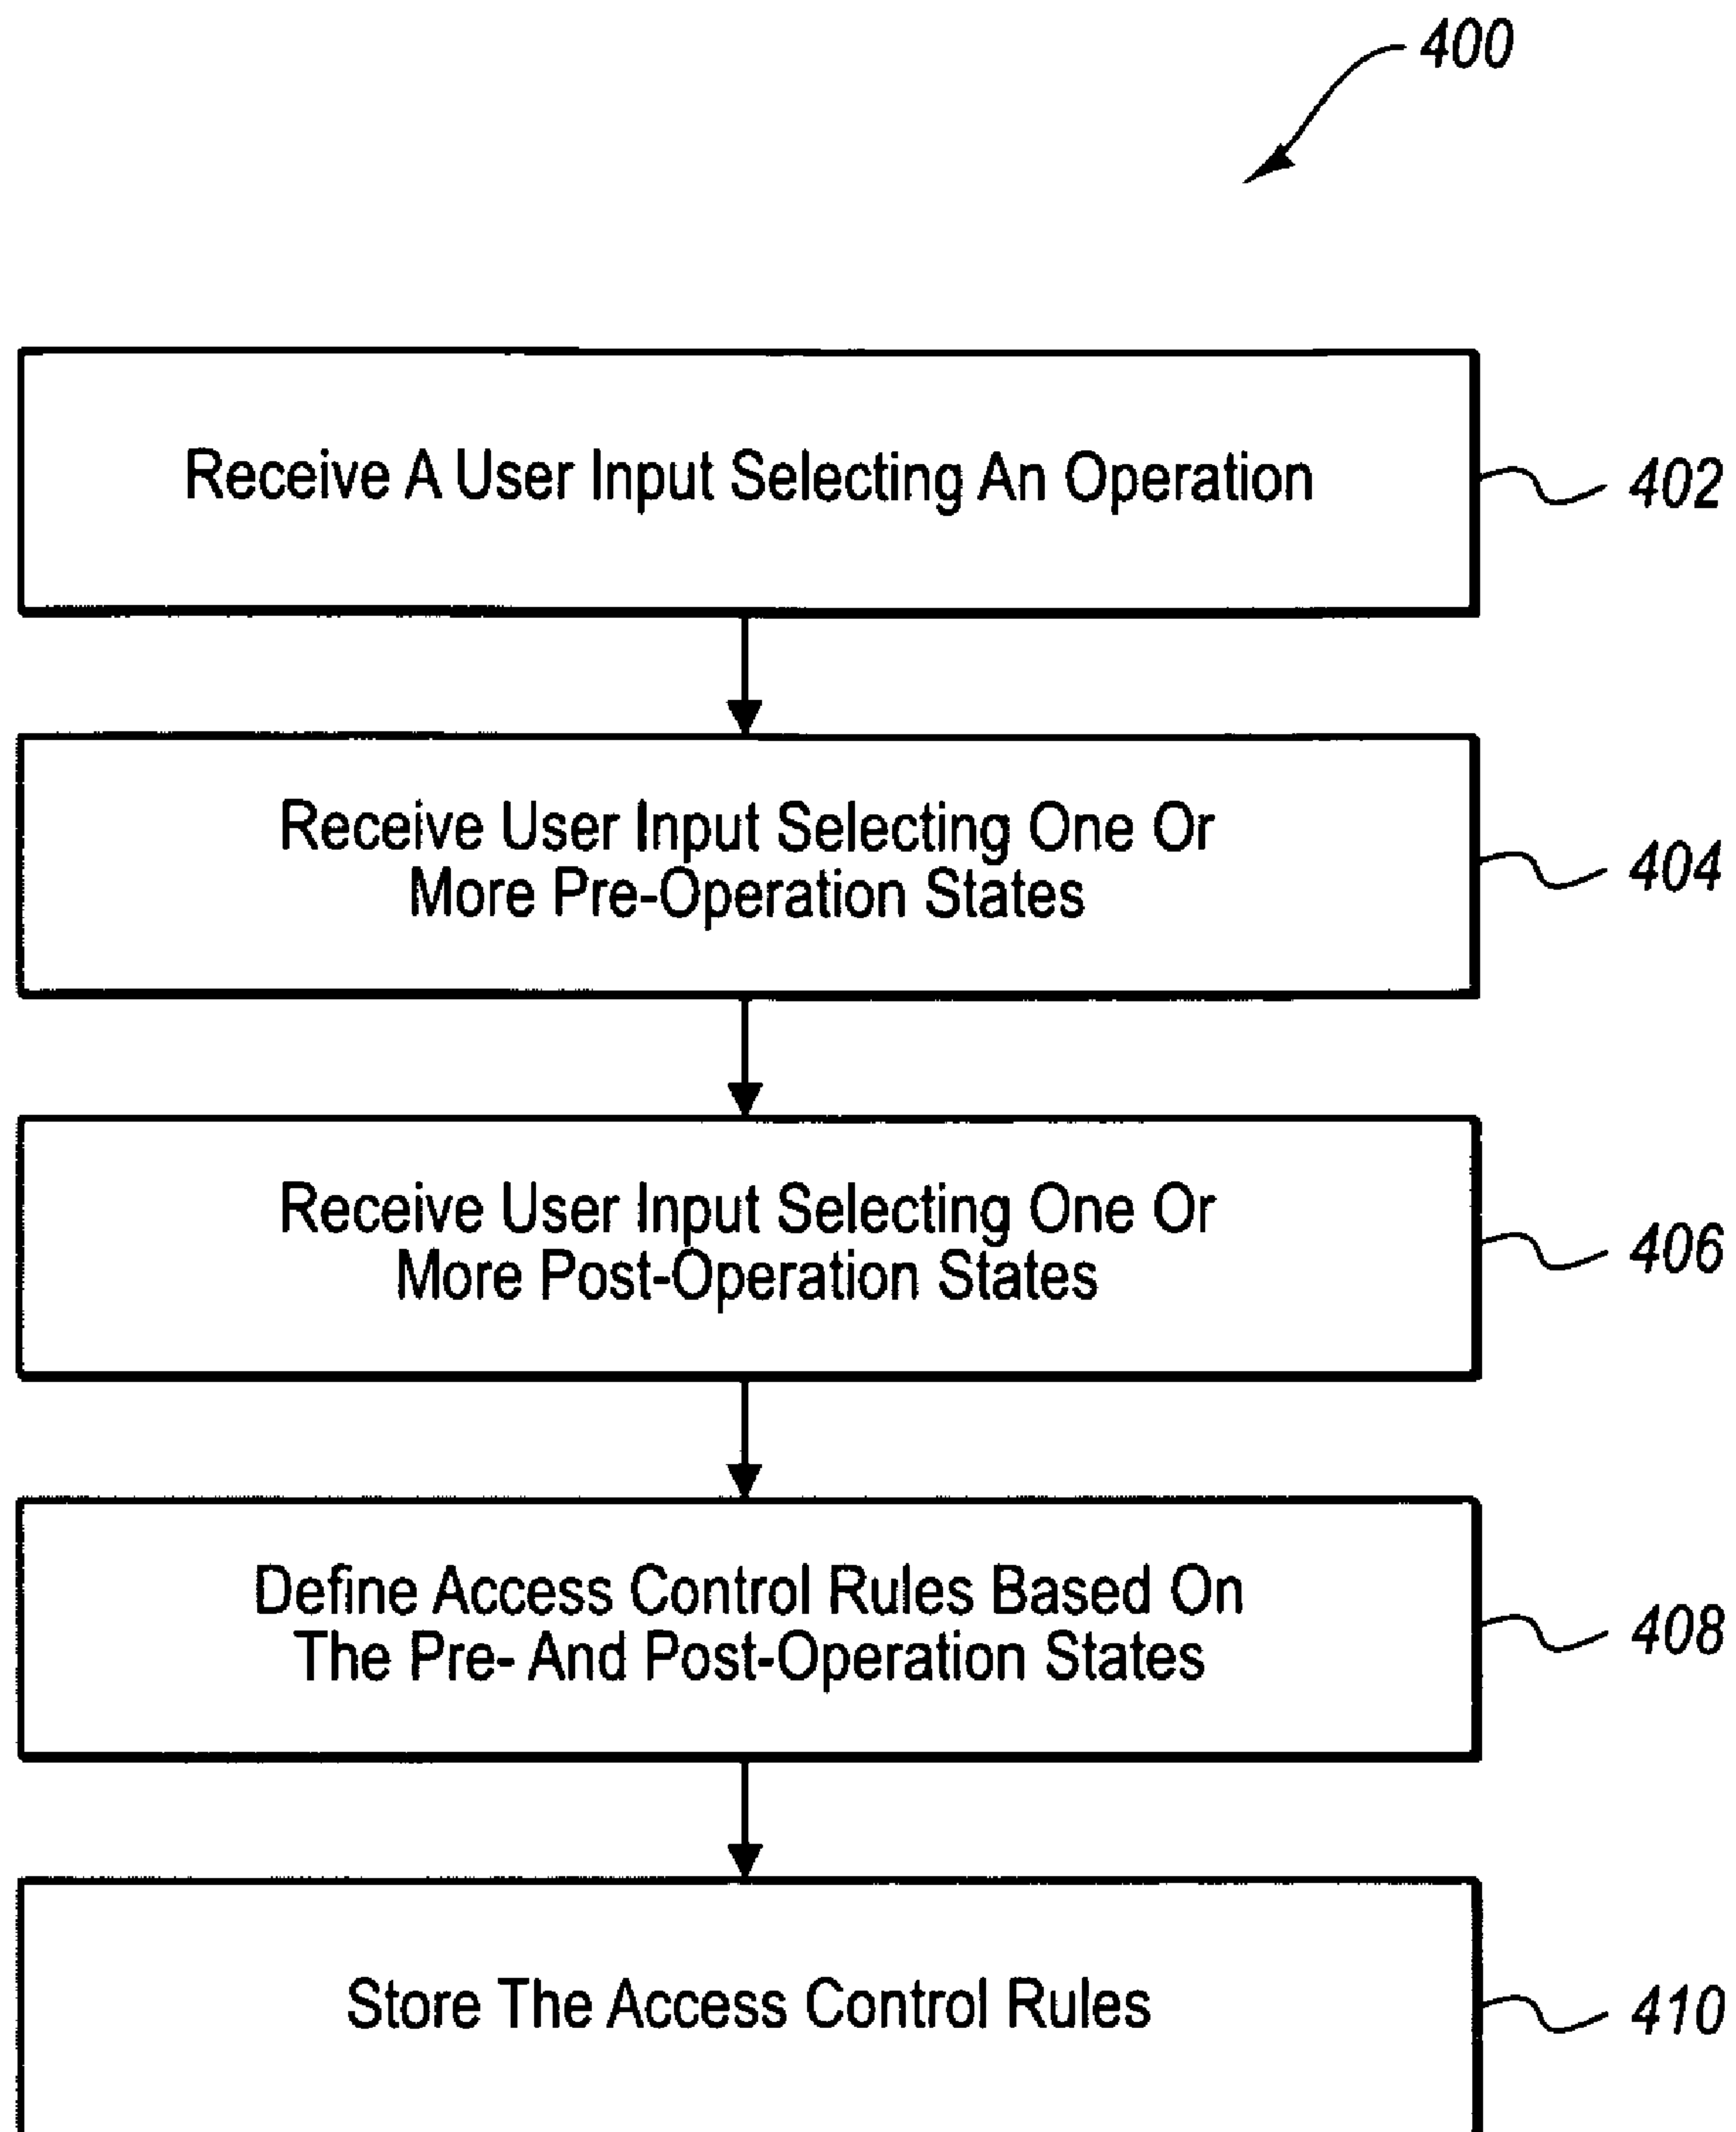 400
Receive A User Input Selecting An Operation
402
Receive User Input Selecting One Or
More Pre-Operation States
404
Receive User Input Selecting One Or
More Post-Operation States
406
Define Access Control Rules Based On
The Pre- And Post-Operation States
408
Store The Access Control Rules
410